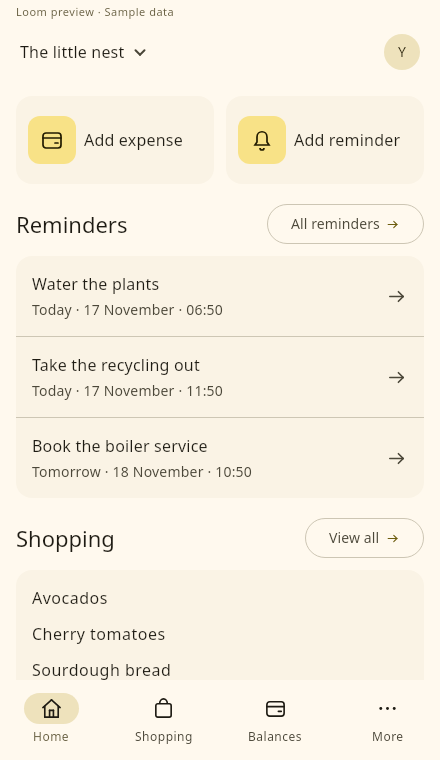 Loom preview · Sample data
The little nest
Y
Add expense
Add reminder
Reminders
All reminders →
Water the plants
Today · 17 November · 06:50
Take the recycling out
Today · 17 November · 11:50
Book the boiler service
Tomorrow · 18 November · 10:50
Shopping
View all →
Avocados
Cherry tomatoes
Sourdough bread
Home
Shopping
Balances
More